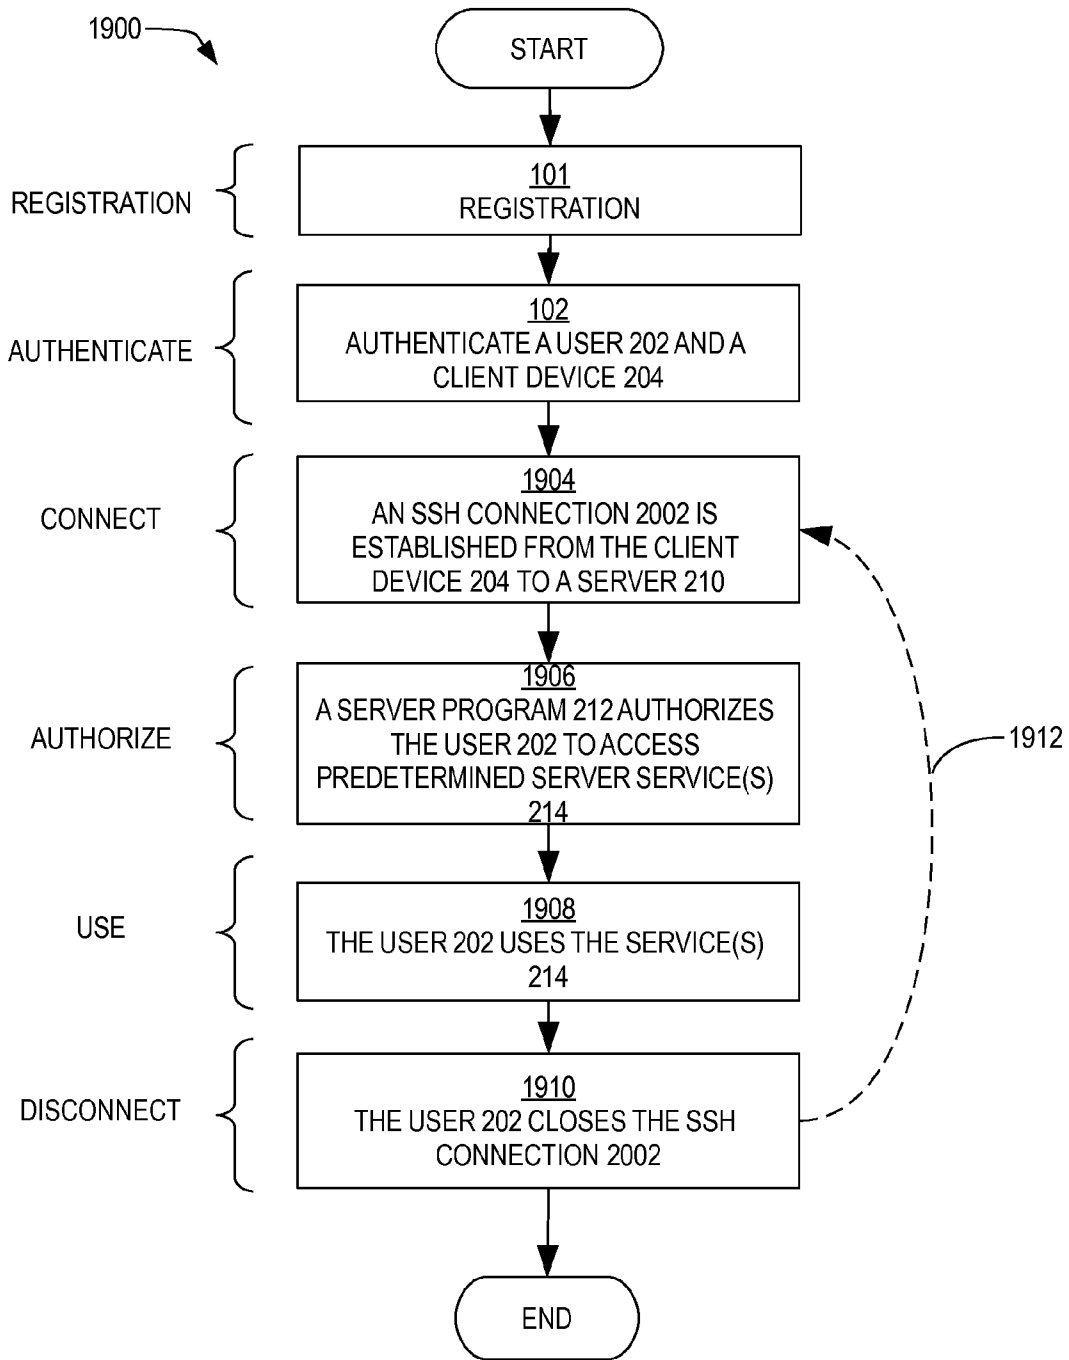 1900
START
REGISTRATION
101
REGISTRATION
AUTHENTICATE
102
AUTHENTICATE A USER 202 AND A
CLIENT DEVICE 204
CONNECT
1904
AN SSH CONNECTION 2002 IS
ESTABLISHED FROM THE CLIENT
DEVICE 204 TO A SERVER 210
AUTHORIZE
1906
A SERVER PROGRAM 212 AUTHORIZES
THE USER 202 TO ACCESS
PREDETERMINED SERVER SERVICE(S)
214
1912
USE
1908
THE USER 202 USES THE SERVICE(S)
214
DISCONNECT
1910
THE USER 202 CLOSES THE SSH
CONNECTION 2002
END